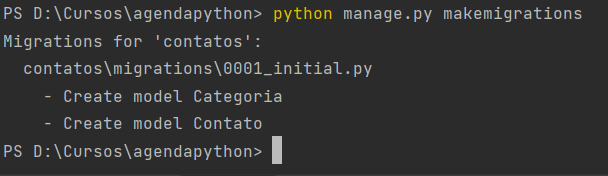 PS D:\Cursos\agendapython> python manage.py makemigrations
Migrations for 'contatos':
  contatos\migrations\0001_initial.py
    - Create model Categoria
    - Create model Contato
PS D:\Cursos\agendapython>